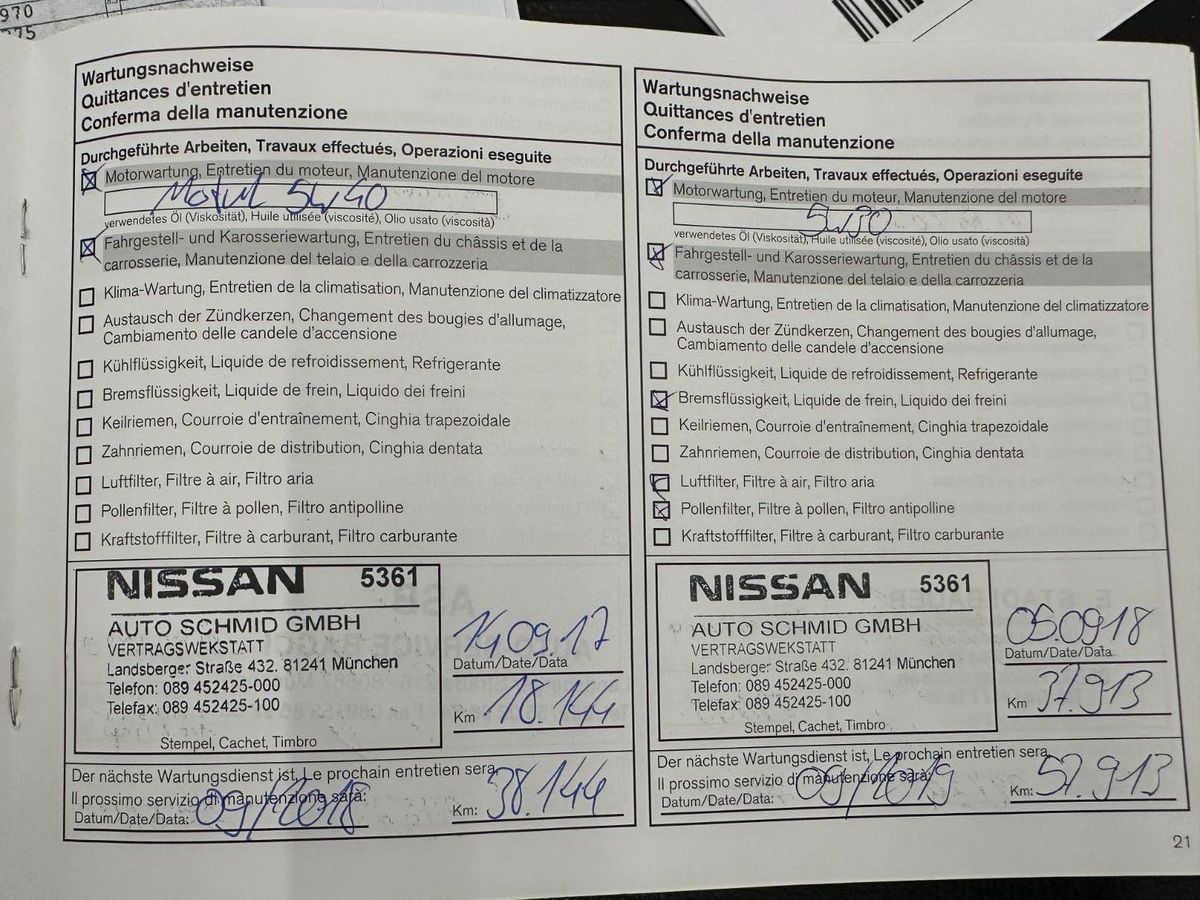 970
775
Wartungsnachweise
Quittances d'entretien
Conferma della manutenzione
Durchgeführte Arbeiten, Travaux effectués, Operazioni eseguite
Motorwartung, Entretien du moteur, Manutenzione del motore
Motul 5w40
verwendetes Öl (Viskosität), Huile utilisée (viscosité), Olio usato (viscosità)
Fahrgestell- und Karosseriewartung, Entretien du châssis et de la
carrosserie, Manutenzione del telaio e della carrozzeria
Klima-Wartung, Entretien de la climatisation, Manutenzione del climatizzatore
Austausch der Zündkerzen, Changement des bougies d'allumage,
Cambiamento delle candele d'accensione
Kühlflüssigkeit, Liquide de refroidissement, Refrigerante
Bremsflüssigkeit, Liquide de frein, Liquido dei freini
Keilriemen, Courroie d'entraînement, Cinghia trapezoidale
Zahnriemen, Courroie de distribution, Cinghia dentata
Luftfilter, Filtre à air, Filtro aria
Pollenfilter, Filtre à pollen, Filtro antipolline
Kraftstofffilter, Filtre à carburant, Filtro carburante
NISSAN 5361
AUTO SCHMID GMBH
VERTRAGSWEKSTATT
Landsberger Straße 432. 81241 München
Telefon: 089 452425-000
Telefax: 089 452425-100
Stempel, Cachet, Timbro
14.09.17
Datum/Date/Data
Km 18.144
Der nächste Wartungsdienst ist, Le prochain entretien sera,
Il prossimo servizio di manutenzione sarà:
Datum/Date/Data: 09/2018 Km: 38.144
Wartungsnachweise
Quittances d'entretien
Conferma della manutenzione
Durchgeführte Arbeiten, Travaux effectués, Operazioni eseguite
Motorwartung, Entretien du moteur, Manutenzione del motore
5w30
verwendetes Öl (Viskosität), Huile utilisée (viscosité), Olio usato (viscosità)
Fahrgestell- und Karosseriewartung, Entretien du châssis et de la
carrosserie, Manutenzione del telaio e della carrozzeria
Klima-Wartung, Entretien de la climatisation, Manutenzione del climatizzatore
Austausch der Zündkerzen, Changement des bougies d'allumage,
Cambiamento delle candele d'accensione
Kühlflüssigkeit, Liquide de refroidissement, Refrigerante
Bremsflüssigkeit, Liquide de frein, Liquido dei freini
Keilriemen, Courroie d'entraînement, Cinghia trapezoidale
Zahnriemen, Courroie de distribution, Cinghia dentata
Luftfilter, Filtre à air, Filtro aria
Pollenfilter, Filtre à pollen, Filtro antipolline
Kraftstofffilter, Filtre à carburant, Filtro carburante
NISSAN 5361
AUTO SCHMID GMBH
VERTRAGSWEKSTATT
Landsberger Straße 432. 81241 München
Telefon: 089 452425-000
Telefax: 089 452425-100
Stempel, Cachet, Timbro
05.09.18
Datum/Date/Data
Km 37.913
Der nächste Wartungsdienst ist, Le prochain entretien sera,
Il prossimo servizio di manutenzione sarà:
Datum/Date/Data: 09/2019 Km: 57.913
21